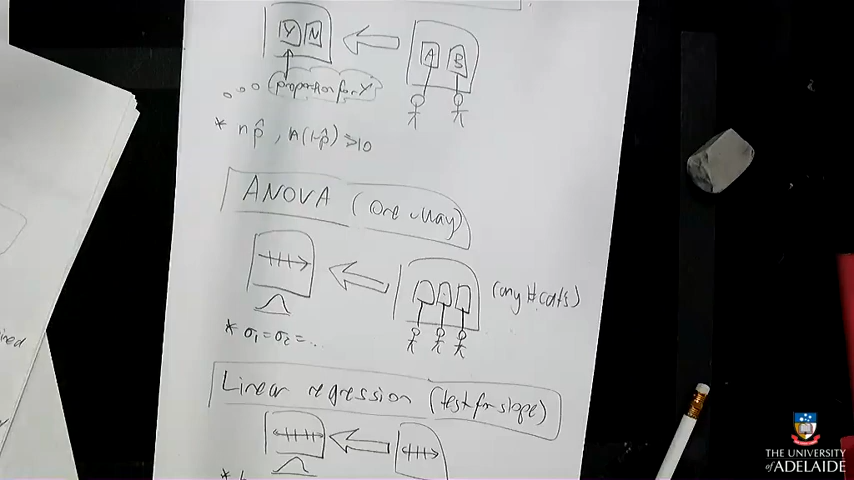 Y N
A B
proportion for Y
* np̂, n(1-p̂) ≥10
ANOVA (One-way)
(any # cats)
* σ₁=σ₂=...
Linear regression (test for slope)
*
THE UNIVERSITY
of ADELAIDE